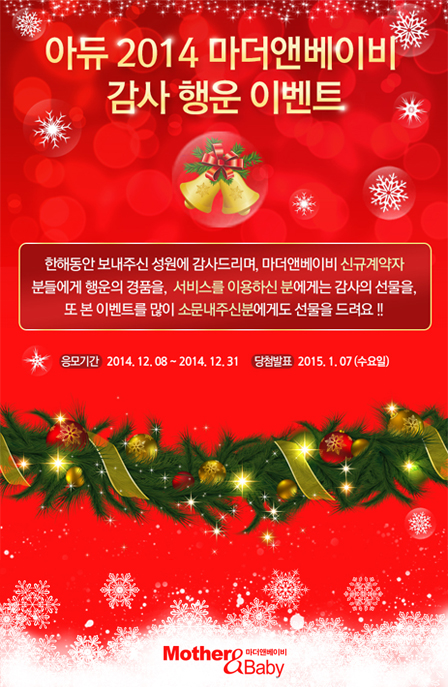 아듀 2014 마더앤베이비
감사 행운 이벤트
한해동안 보내주신 성원에 감사드리며, 마더앤베이비 신규계약자
분들에게 행운의 경품을, 서비스를 이용하신 분에게는 감사의 선물을,
또 본 이벤트를 많이 소문내주신분에게도 선물을 드려요 !!
응모기간 2014. 12. 08 ~ 2014. 12. 31 당첨발표 2015. 1. 07 (수요일)
Mother 마더앤베이비
& Baby